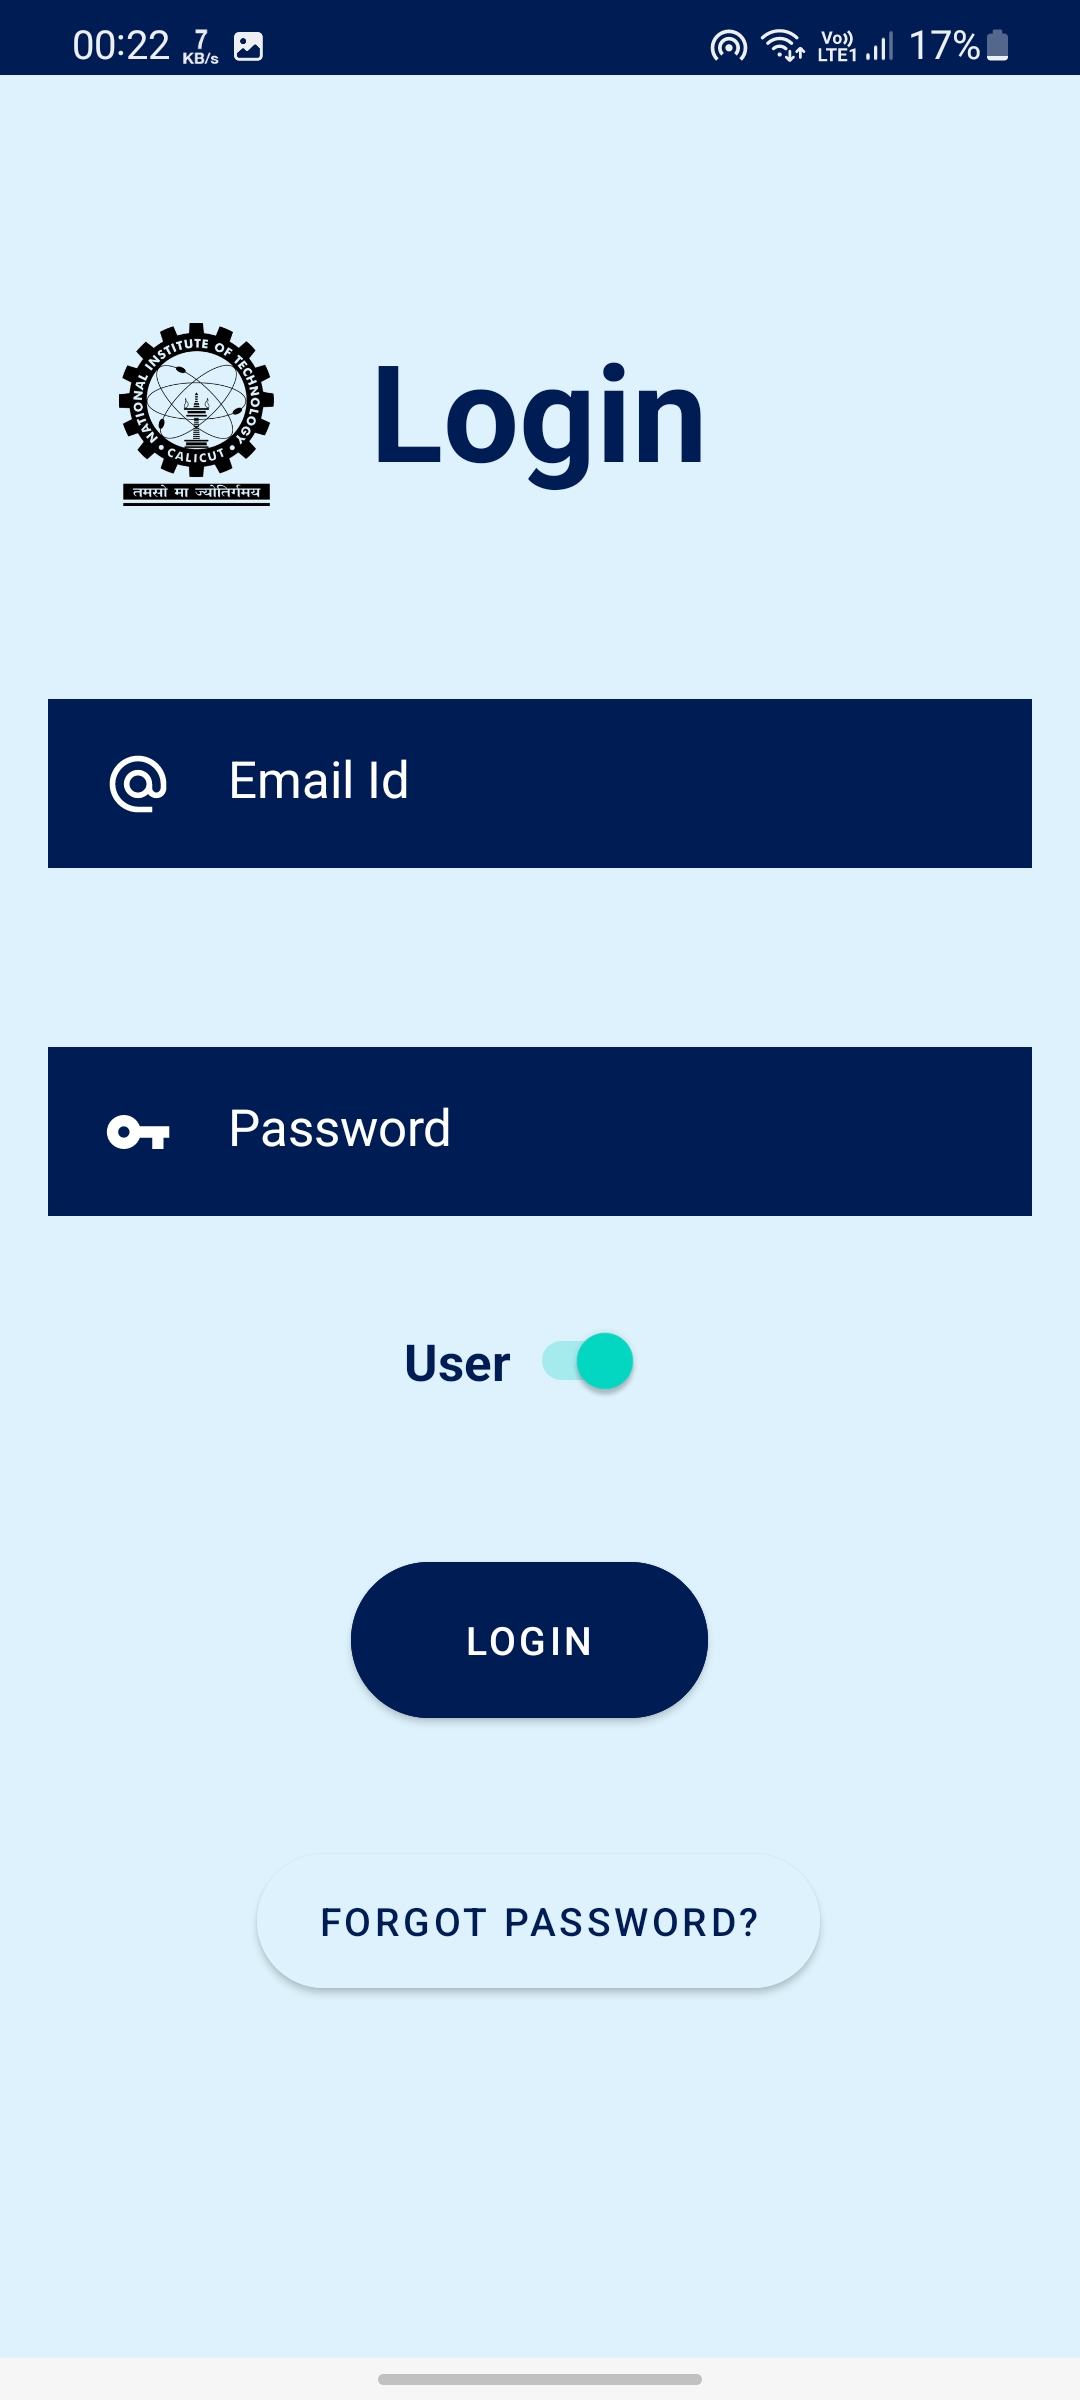 00:22 7 KB/s Vo)) LTE1 17%
NATIONAL INSTITUTE OF TECHNOLOGY
• CALICUT •
तमसो मा ज्योतिर्गमय
Login
Email Id
Password
User
LOGIN
FORGOT PASSWORD?